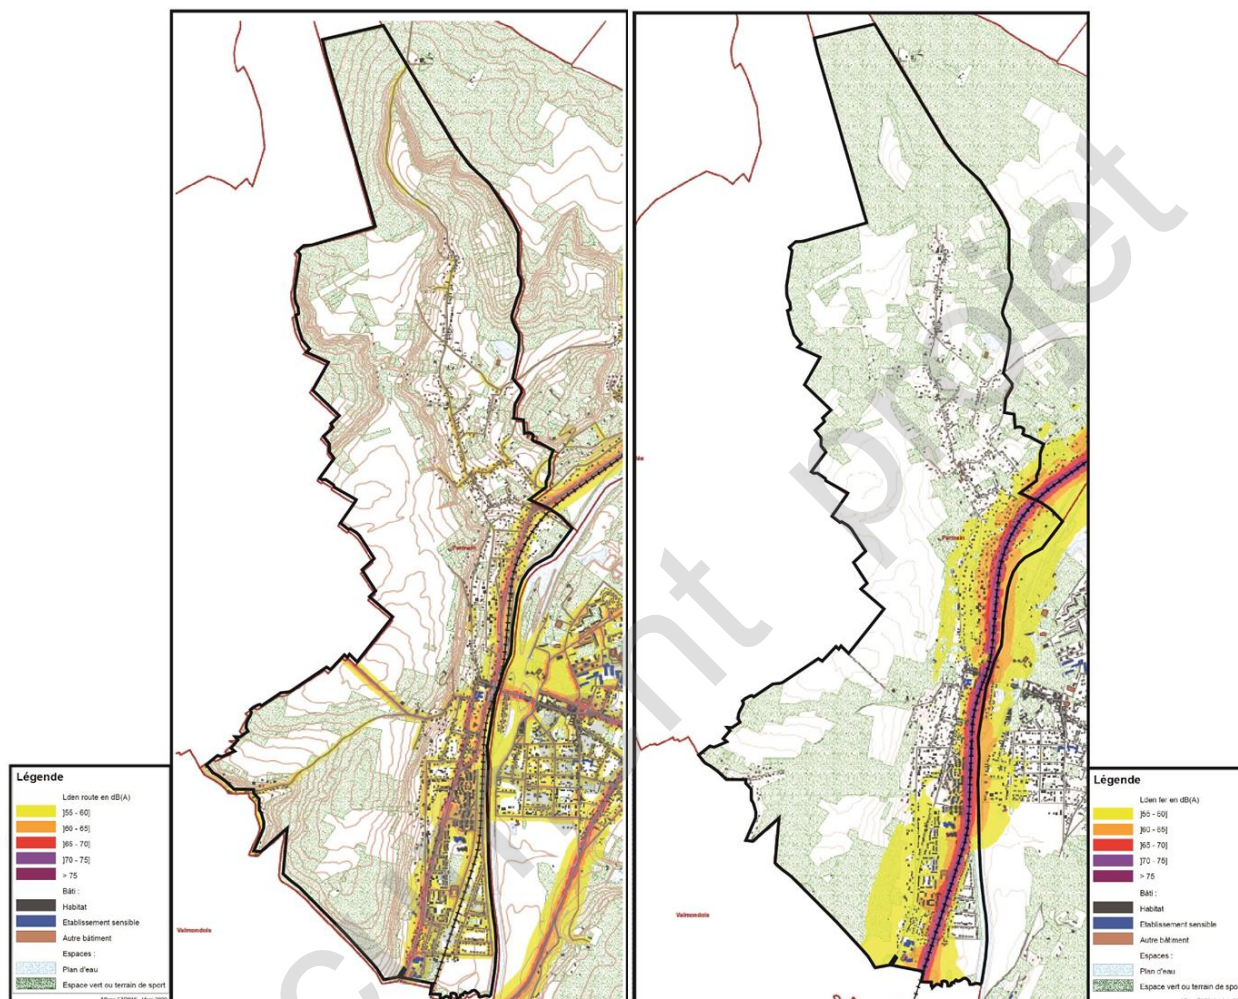 Parmain
Valmondois
Légende
Lden route en dB(A)
]55 - 60]
]60 - 65]
]65 - 70]
]70 - 75]
> 75
Bâti :
Habitat
Etablissement sensible
Autre bâtiment
Espaces :
Plan d'eau
Espace vert ou terrain de sport
Parmain
Valmondois
Légende
Lden fer en dB(A)
]55 - 60]
]60 - 65]
]65 - 70]
]70 - 75]
> 75
Bâti :
Habitat
Etablissement sensible
Autre bâtiment
Espaces :
Plan d'eau
Espace vert ou terrain de spo
projet